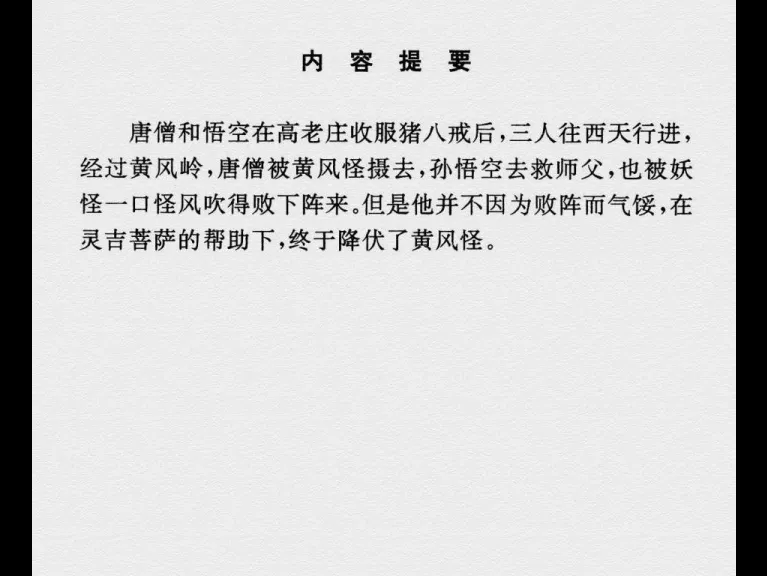 内容提要
唐僧和悟空在高老庄收服猪八戒后,三人往西天行进,
经过黄风岭,唐僧被黄风怪摄去,孙悟空去救师父,也被妖
怪一口怪风吹得败下阵来。但是他并不因为败阵而气馁,在
灵吉菩萨的帮助下,终于降伏了黄风怪。